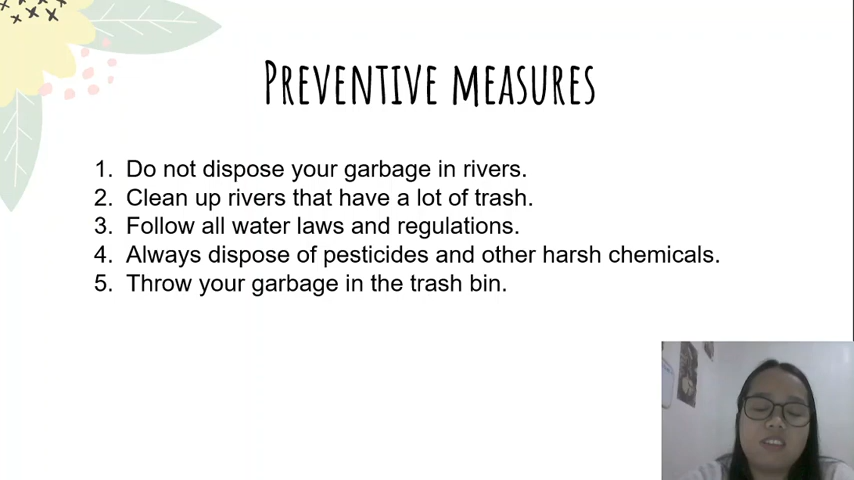 Preventive measures
1. Do not dispose your garbage in rivers.
2. Clean up rivers that have a lot of trash.
3. Follow all water laws and regulations.
4. Always dispose of pesticides and other harsh chemicals.
5. Throw your garbage in the trash bin.